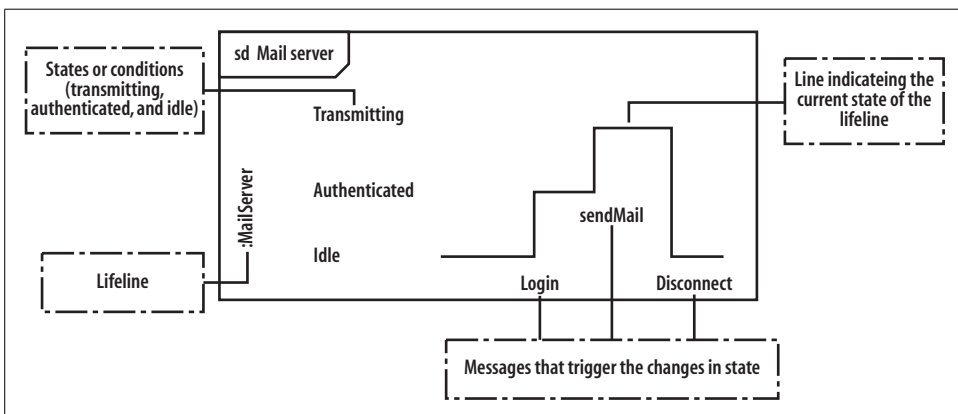 sd Mail server
States or conditions
(transmitting,
authenticated, and idle)
Transmitting
Line indicateing the
current state of the
lifeline
:MailServer
Authenticated
sendMail
Idle
Lifeline
Login
Disconnect
Messages that trigger the changes in state